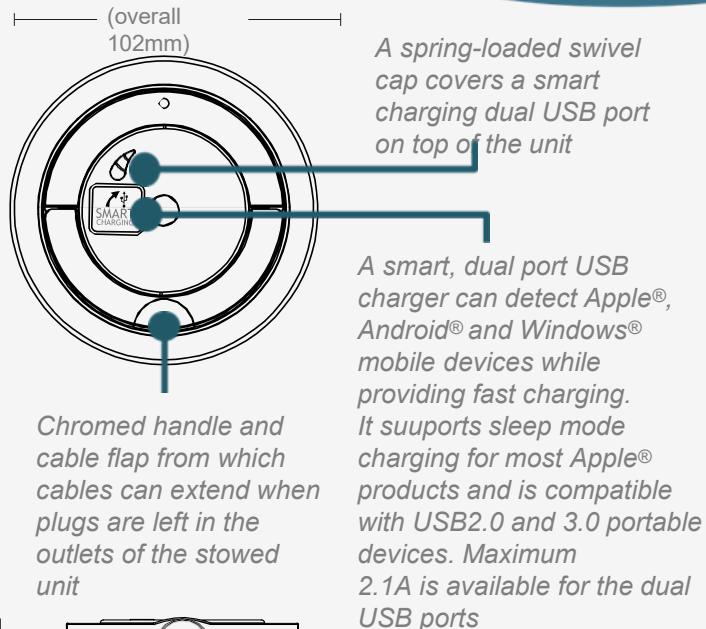 (overall
102mm)
A spring-loaded swivel
cap covers a smart
charging dual USB port
on top of the unit
SMART
CHARGING
A smart, dual port USB
charger can detect Apple®,
Android® and Windows®
mobile devices while
providing fast charging.
It suuports sleep mode
charging for most Apple®
products and is compatible
with USB2.0 and 3.0 portable
devices. Maximum
2.1A is available for the dual
USB ports
Chromed handle and
cable flap from which
cables can extend when
plugs are left in the
outlets of the stowed
unit